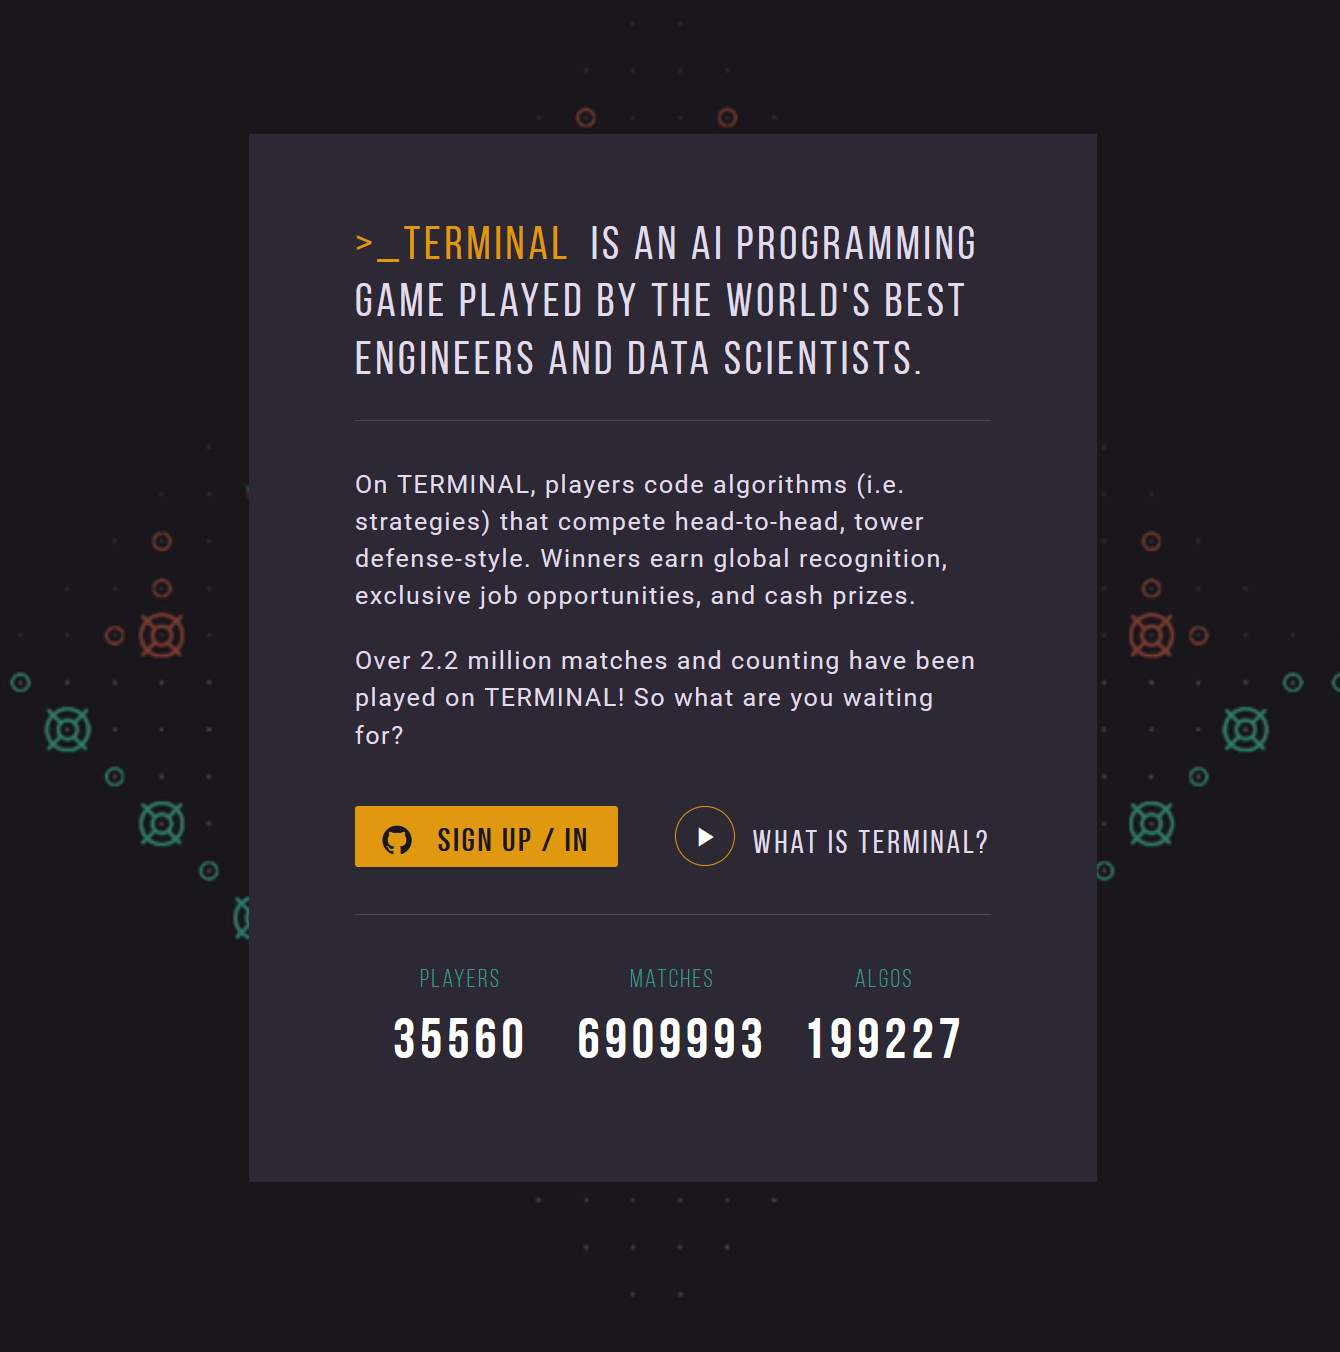 >_TERMINAL IS AN AI PROGRAMMING
GAME PLAYED BY THE WORLD'S BEST
ENGINEERS AND DATA SCIENTISTS.
On TERMINAL, players code algorithms (i.e.
strategies) that compete head-to-head, tower
defense-style. Winners earn global recognition,
exclusive job opportunities, and cash prizes.
Over 2.2 million matches and counting have been
played on TERMINAL! So what are you waiting
for?
SIGN UP / IN WHAT IS TERMINAL?
PLAYERS MATCHES ALGOS
35560 6909993 199227